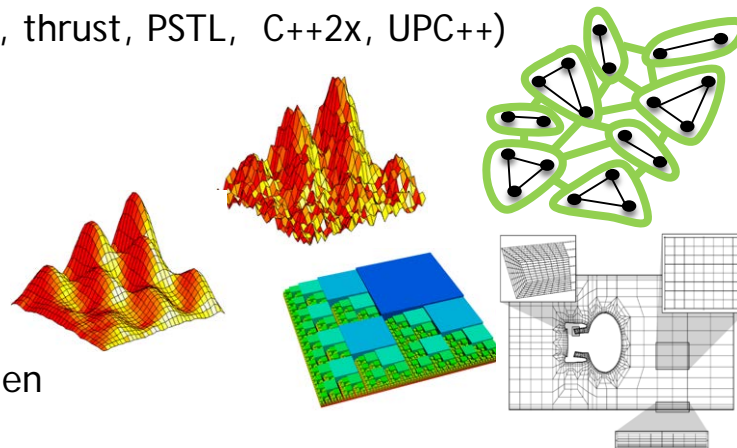 , thrust, PSTL, C++2x, UPC++)
en